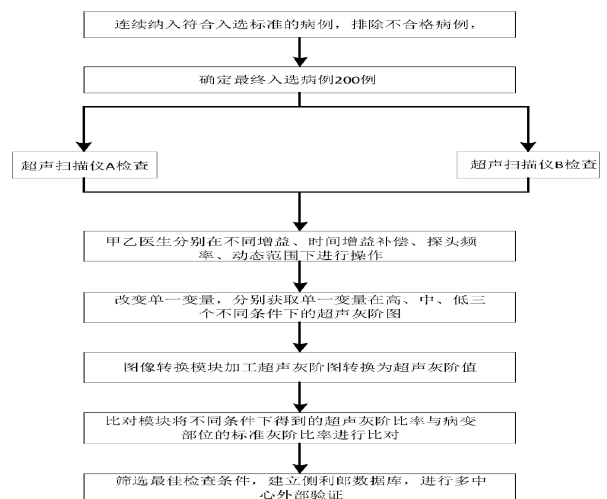 连续纳入符合入选标准的病例，排除不合格病例，
确定最终入选病例200例
超声扫描仪A检查
超声扫描仪B检查
甲乙医生分别在不同增益、时间增益补偿、探头频
率、动态范围下进行操作
改变单一变量，分别获取单一变量在高、中、低三
个不同条件下的超声灰阶图
图像转换模块加工超声灰阶图转换为超声灰阶值
比对模块将不同条件下得到的超声灰阶比率与病变
部位的标准灰阶比率进行比对
筛选最佳检查条件，建立侧利郎数据库，进行多中
心外部验证